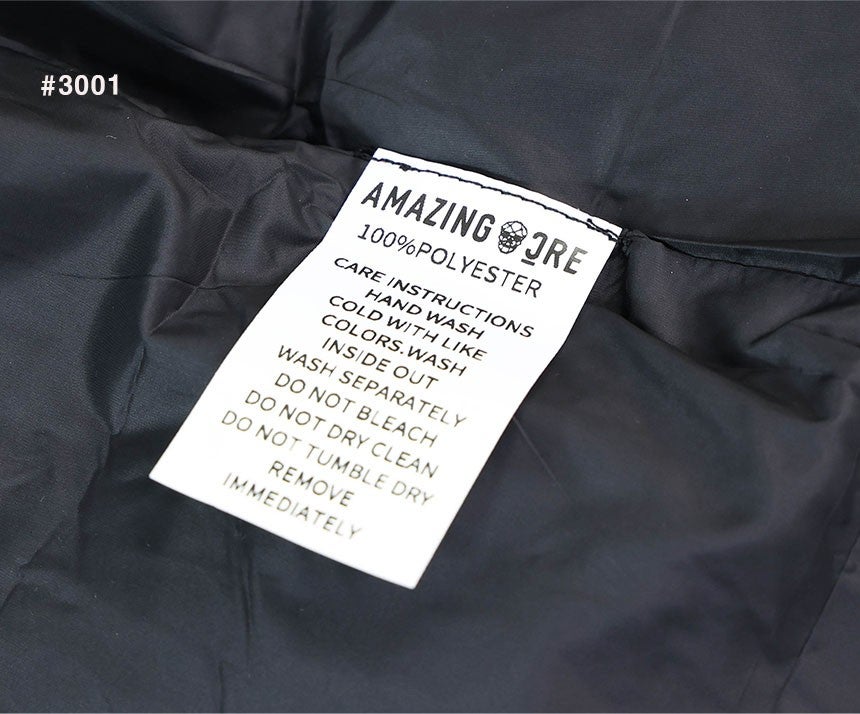 #3001
AMAZING CRE
100%POLYESTER
CARE INSTRUCTIONS
HAND WASH
COLD WITH LIKE
COLORS.WASH
INSIDE OUT
WASH SEPARATELY
DO NOT BLEACH
DO NOT DRY CLEAN
DO NOT TUMBLE DRY
REMOVE
IMMEDIATELY